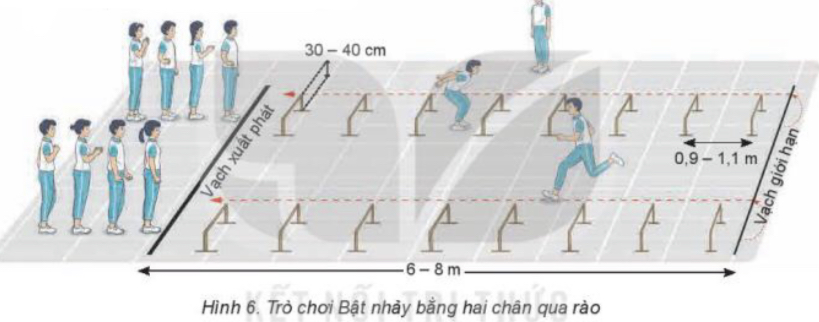 30 – 40 cm
Vạch xuất phát
0,9 – 1,1 m
Vạch giới hạn
6 – 8 m
KẾT NỐI TRI THỨC
Hình 6. Trò chơi Bật nhảy bằng hai chân qua rào